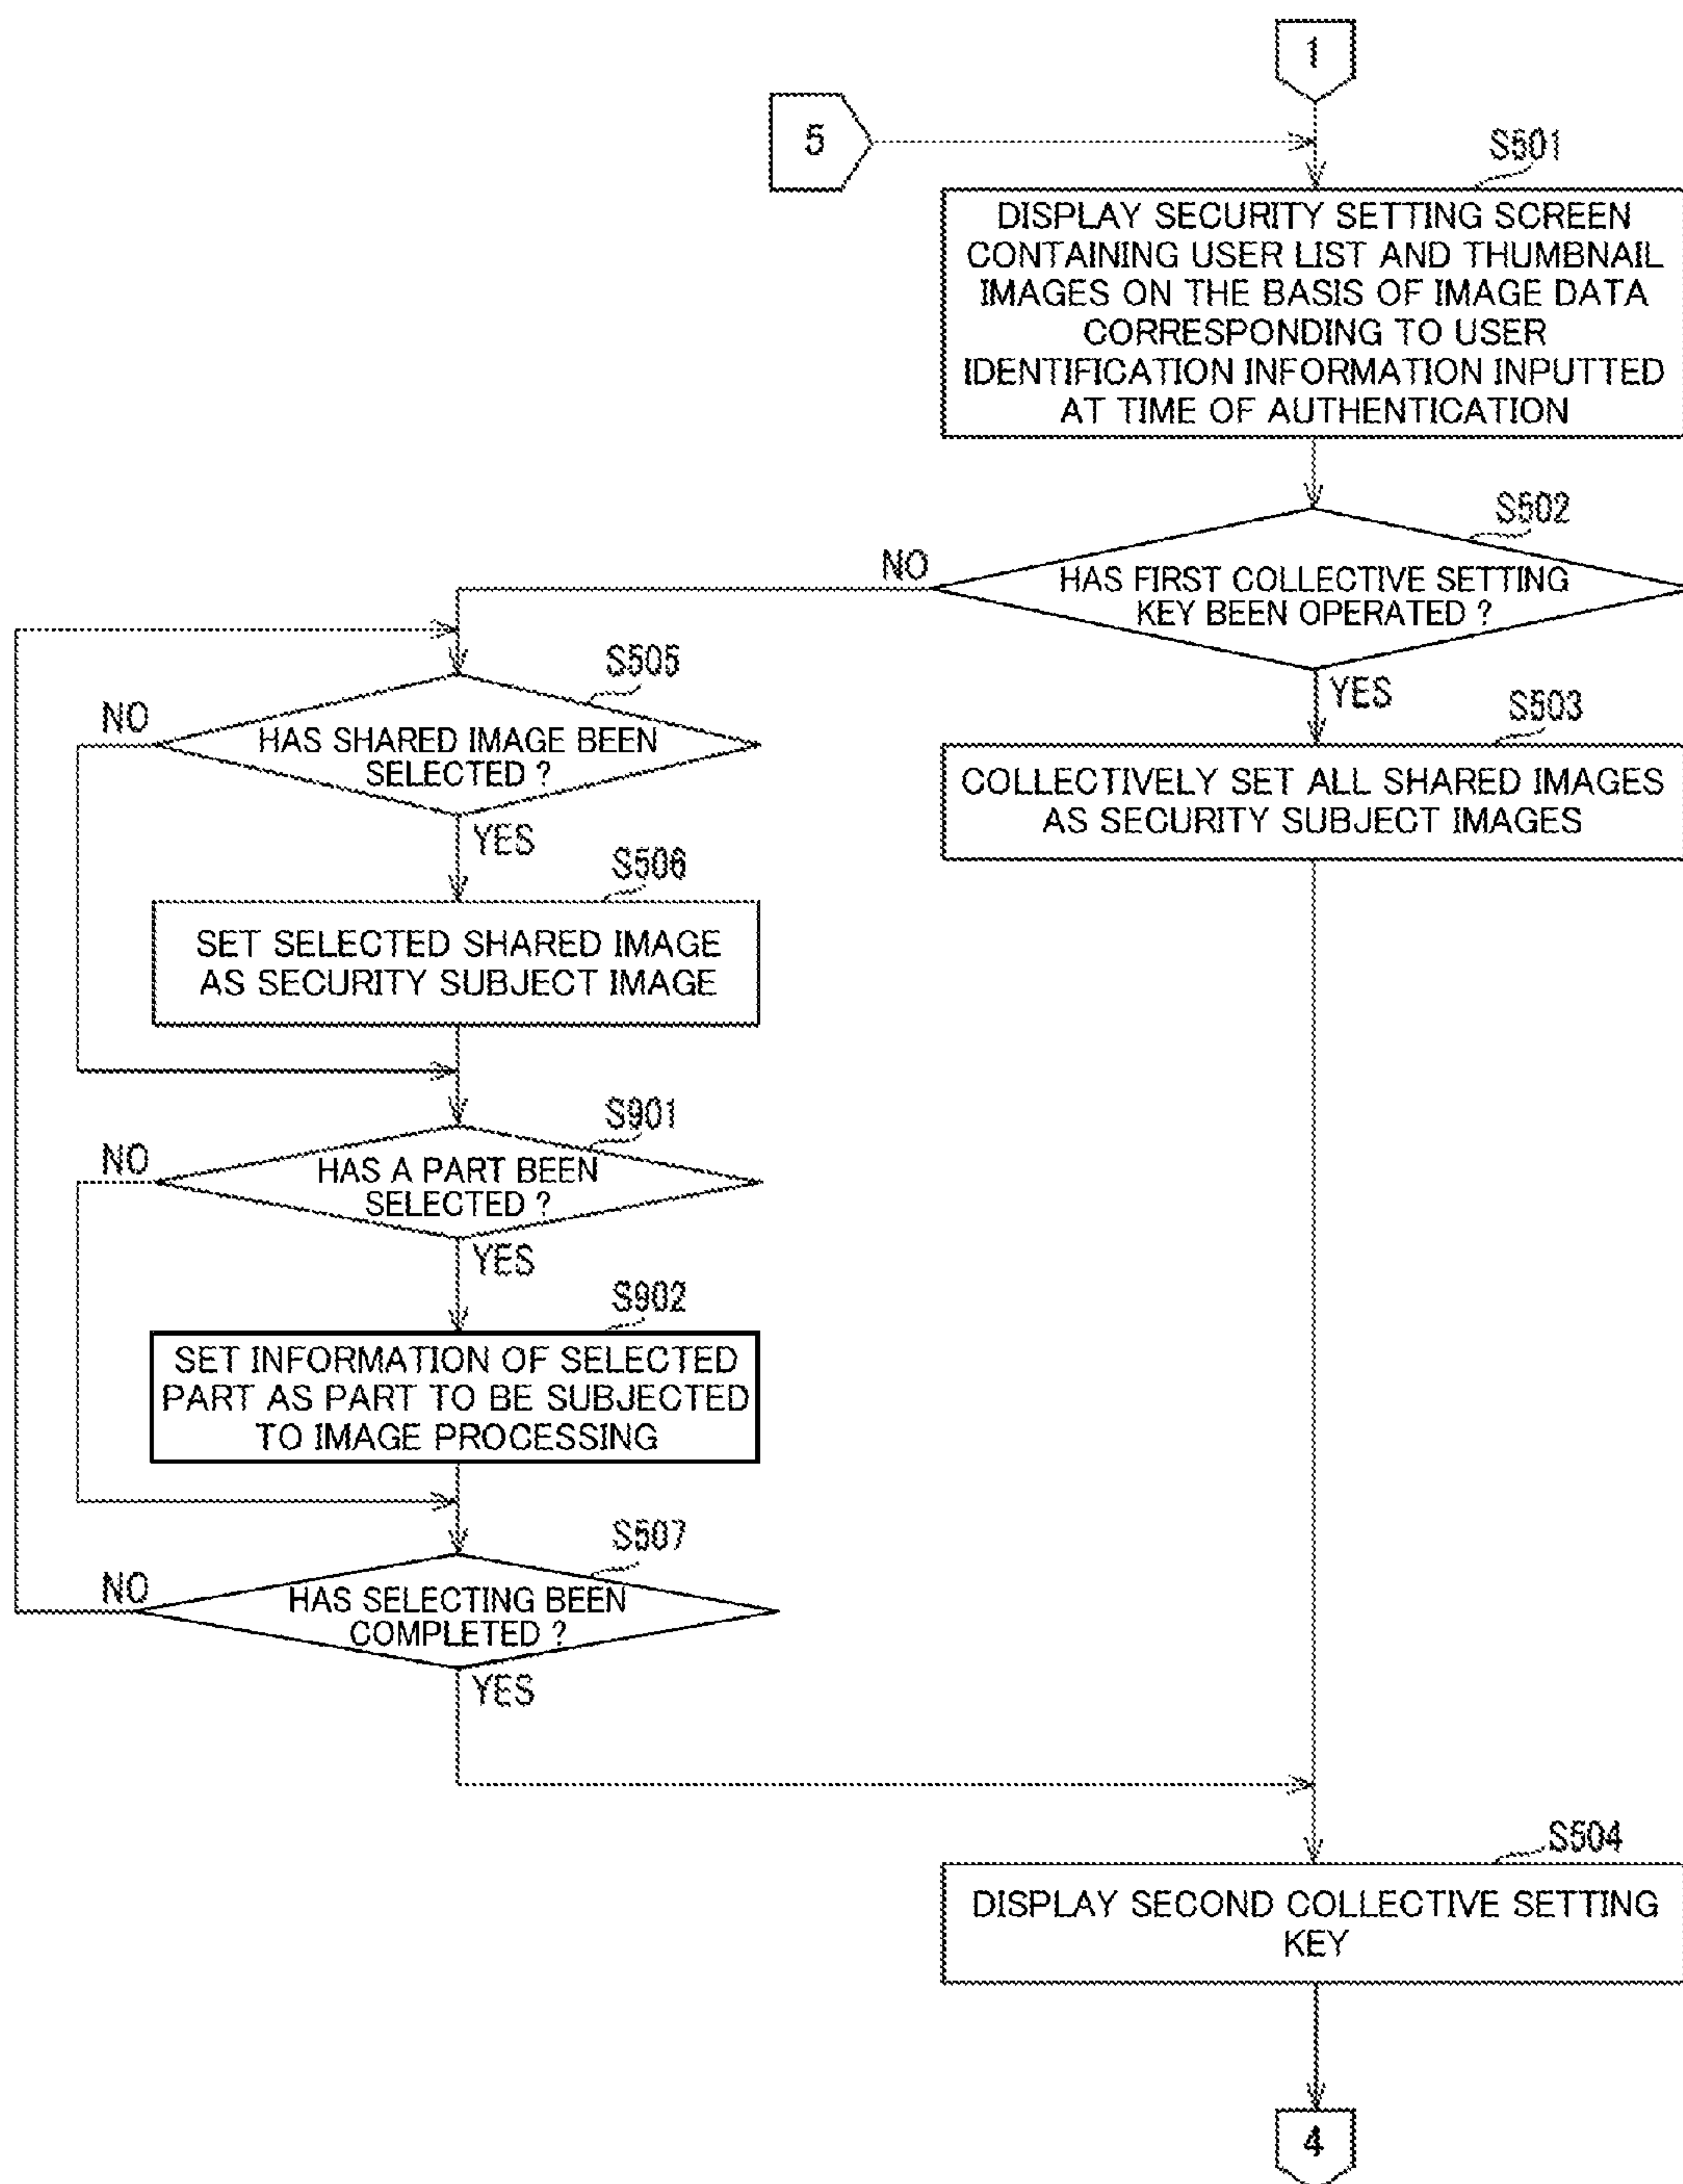 1
5
S501
DISPLAY SECURITY SETTING SCREEN
CONTAINING USER LIST AND THUMBNAIL
IMAGES ON THE BASIS OF IMAGE DATA
CORRESPONDING TO USER
IDENTIFICATION INFORMATION INPUTTED
AT TIME OF AUTHENTICATION
S502
NO
HAS FIRST COLLECTIVE SETTING
KEY BEEN OPERATED ?
YES
S503
COLLECTIVELY SET ALL SHARED IMAGES
AS SECURITY SUBJECT IMAGES
S505
NO
HAS SHARED IMAGE BEEN
SELECTED ?
YES
S506
SET SELECTED SHARED IMAGE
AS SECURITY SUBJECT IMAGE
S901
NO
HAS A PART BEEN
SELECTED ?
YES
S902
SET INFORMATION OF SELECTED
PART AS PART TO BE SUBJECTED
TO IMAGE PROCESSING
S507
NO
HAS SELECTING BEEN
COMPLETED ?
YES
S504
DISPLAY SECOND COLLECTIVE SETTING
KEY
4